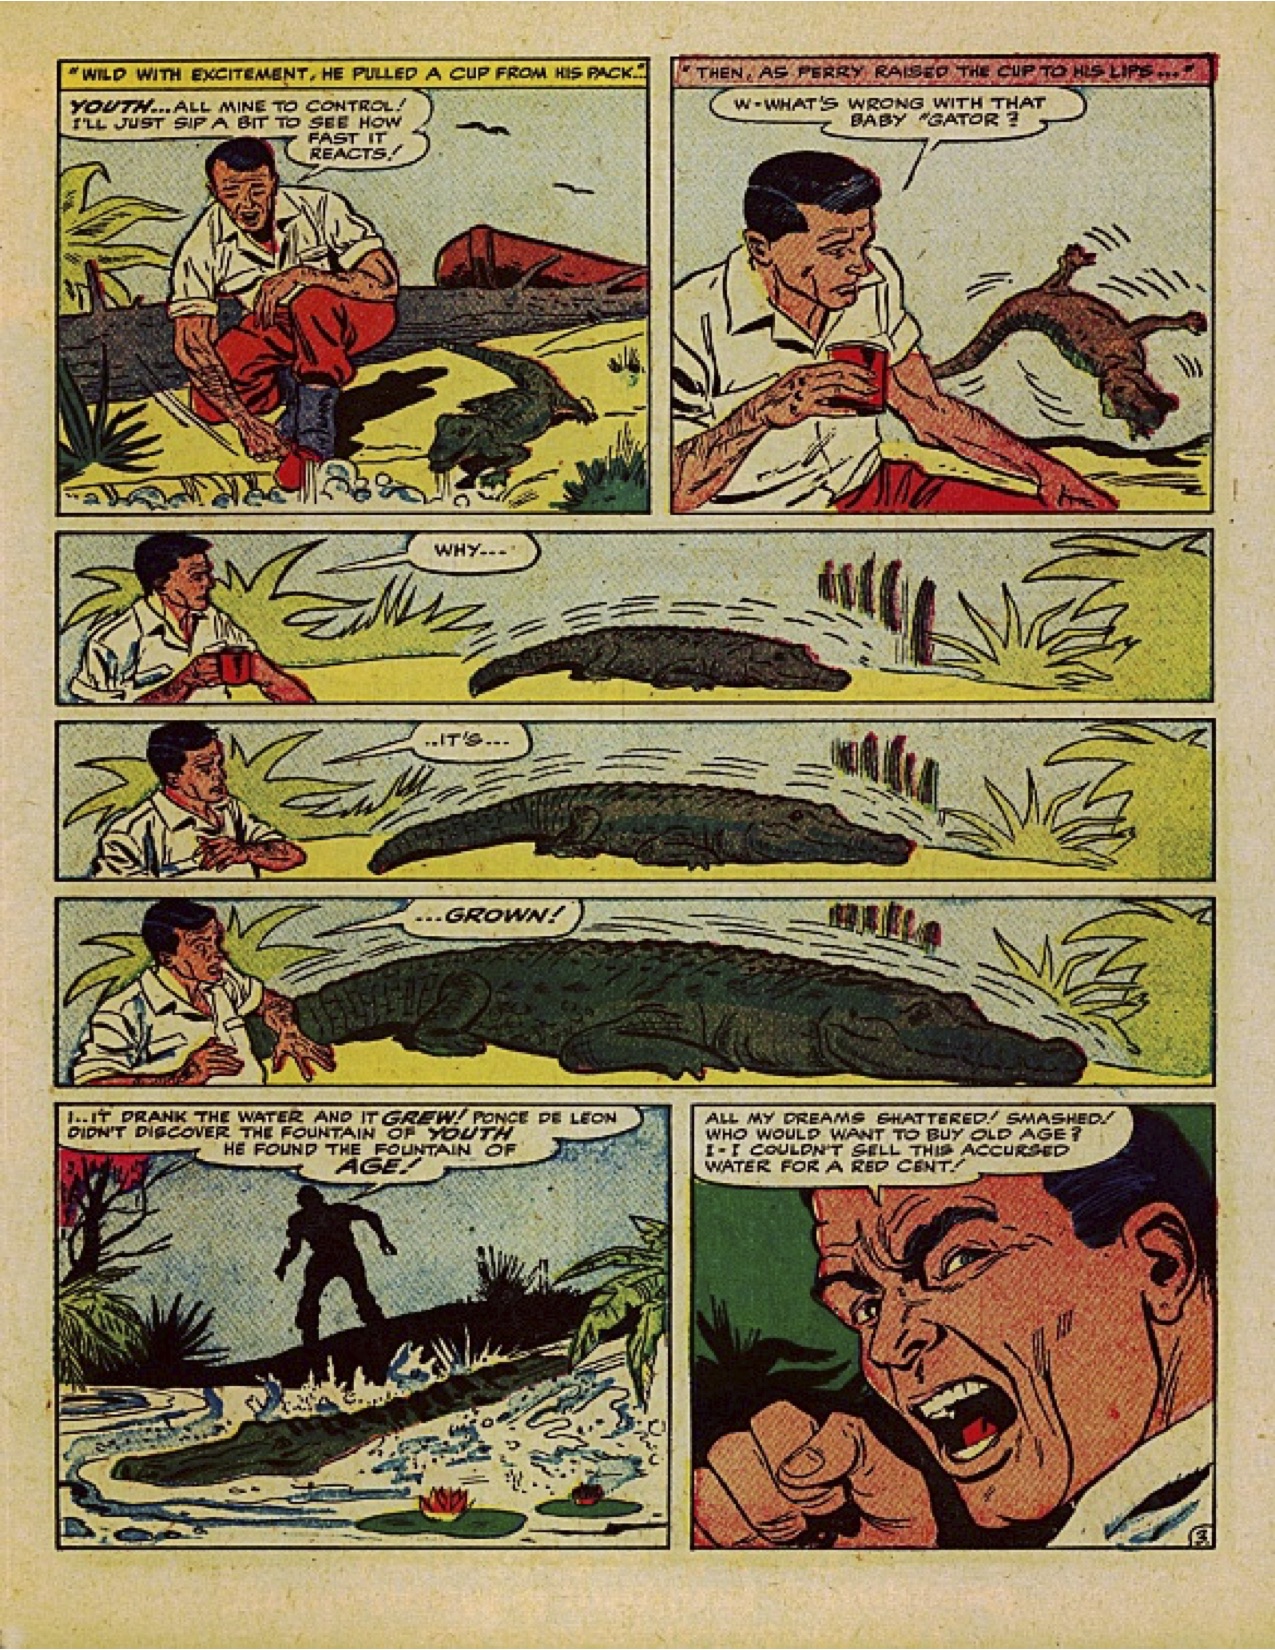 "WILD WITH EXCITEMENT, HE PULLED A CUP FROM HIS PACK..."
YOUTH...ALL MINE TO CONTROL!
I'LL JUST SIP A BIT TO SEE HOW
FAST IT
REACTS!
"THEN, AS PERRY RAISED THE CUP TO HIS LIPS..."
W-WHAT'S WRONG WITH THAT
BABY "GATOR?
WHY---
..IT'S---
...GROWN!
I..IT DRANK THE WATER AND IT GREW! PONCE DE LEON
DIDN'T DISCOVER THE FOUNTAIN OF YOUTH
HE FOUND THE FOUNTAIN OF
AGE!
ALL MY DREAMS SHATTERED! SMASHED!
WHO WOULD WANT TO BUY OLD AGE?
I-I COULDN'T SELL THIS ACCURSED
WATER FOR A RED CENT!
3